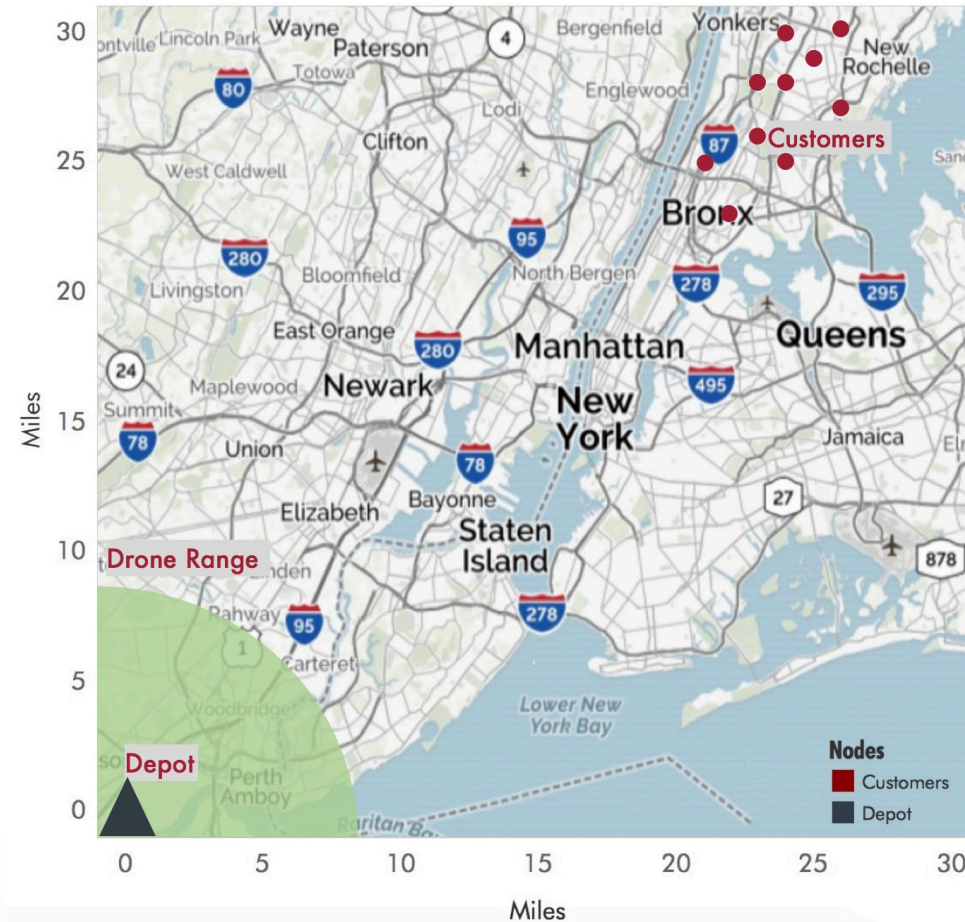 30
25
20
15
10
5
0
Miles
0
5
10
15
20
25
30
Miles
Wayne
Lincoln Park
Paterson
Totowa
80
4
Bergenfield
Yonkers
New
Rochelle
Englewood
Lodi
Clifton
87
Customers
West Caldwell
Bronx
95
280
Bloomfield
North Bergen
278
295
Livingston
East Orange
280
Manhattan
Queens
24
Maplewood
Newark
495
Summit
New
York
78
Union
78
Jamaica
27
Elizabeth
Bayonne
Staten
Island
878
Drone Range
Rahway
95
278
1
Carteret
Woodbridge
Lower New
York Bay
Depot
Perth
Amboy
Raritan Ba
Nodes
Customers
Depot